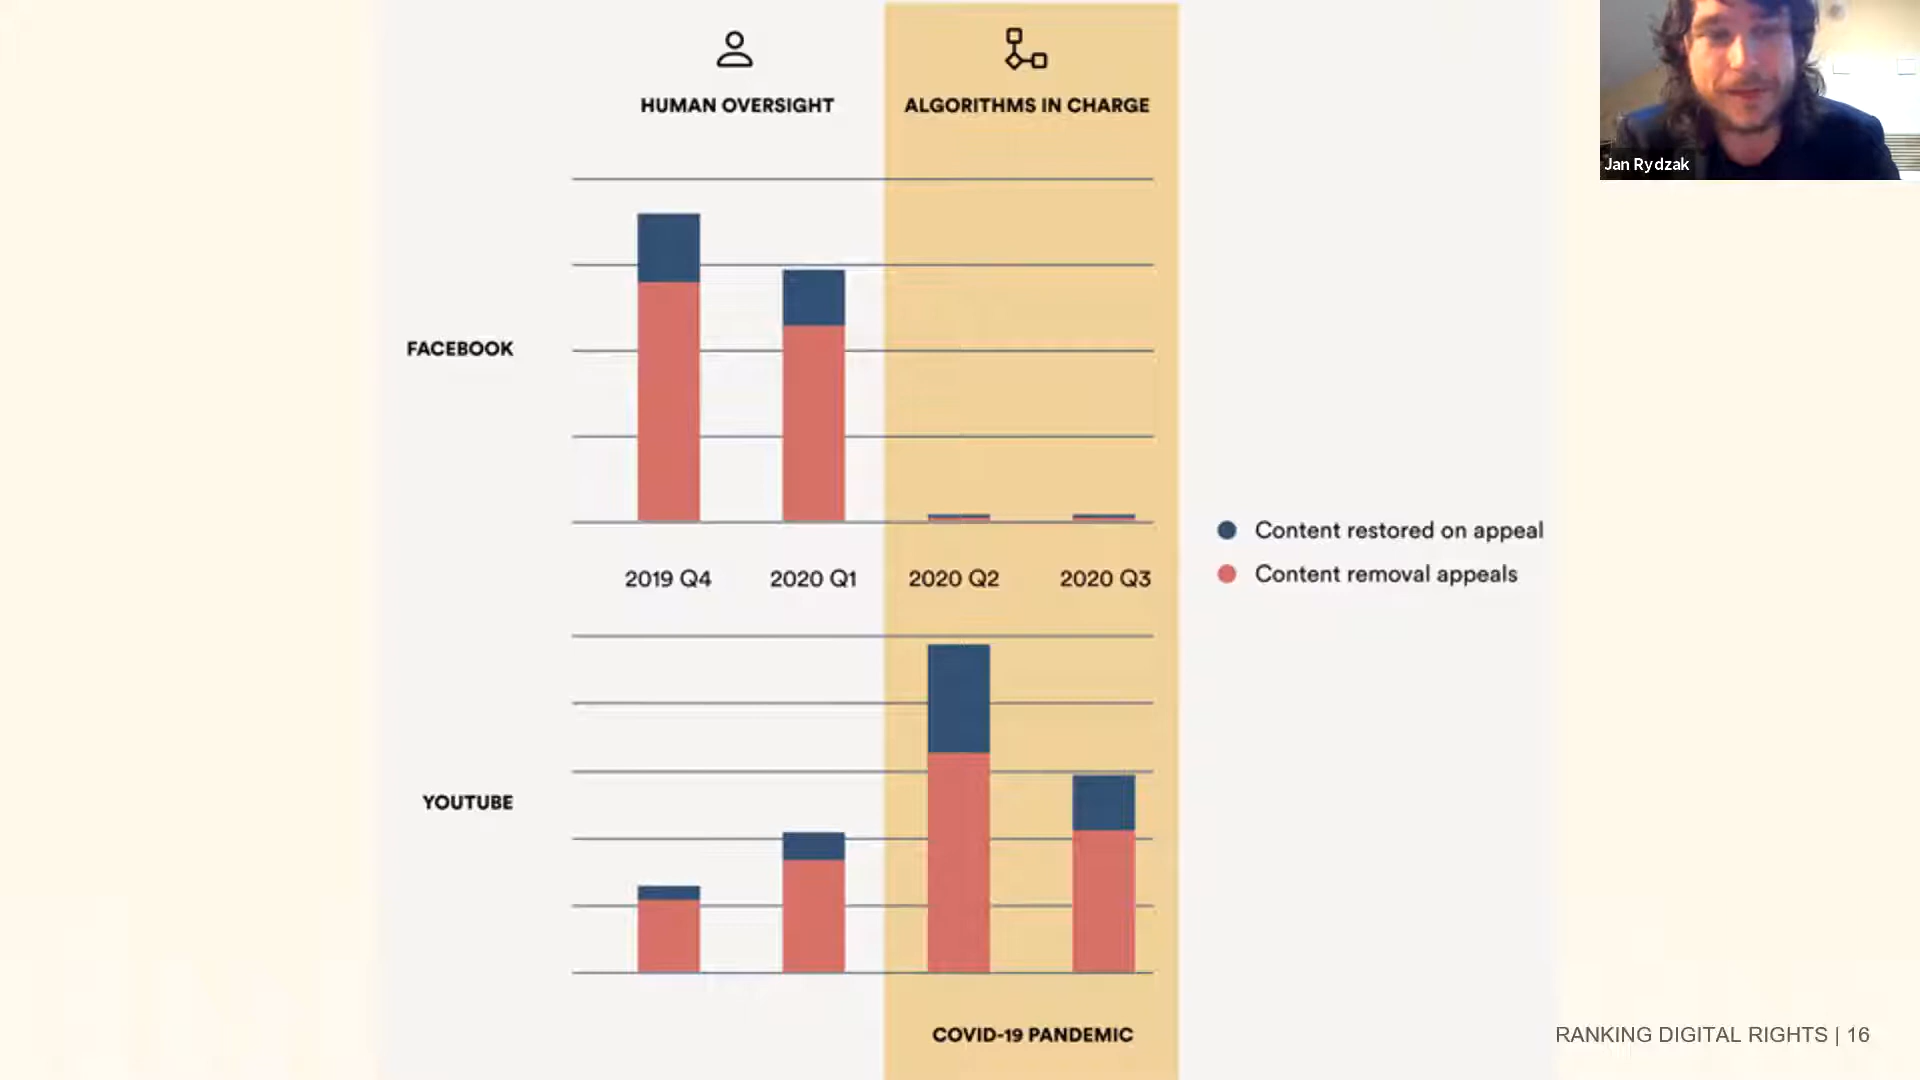 HUMAN OVERSIGHT
ALGORITHMS IN CHARGE
Jan Rydzak
FACEBOOK
Content restored on appeal
Content removal appeals
2019 Q4
2020 Q1
2020 Q2
2020 Q3
YOUTUBE
COVID-19 PANDEMIC
RANKING DIGITAL RIGHTS | 16